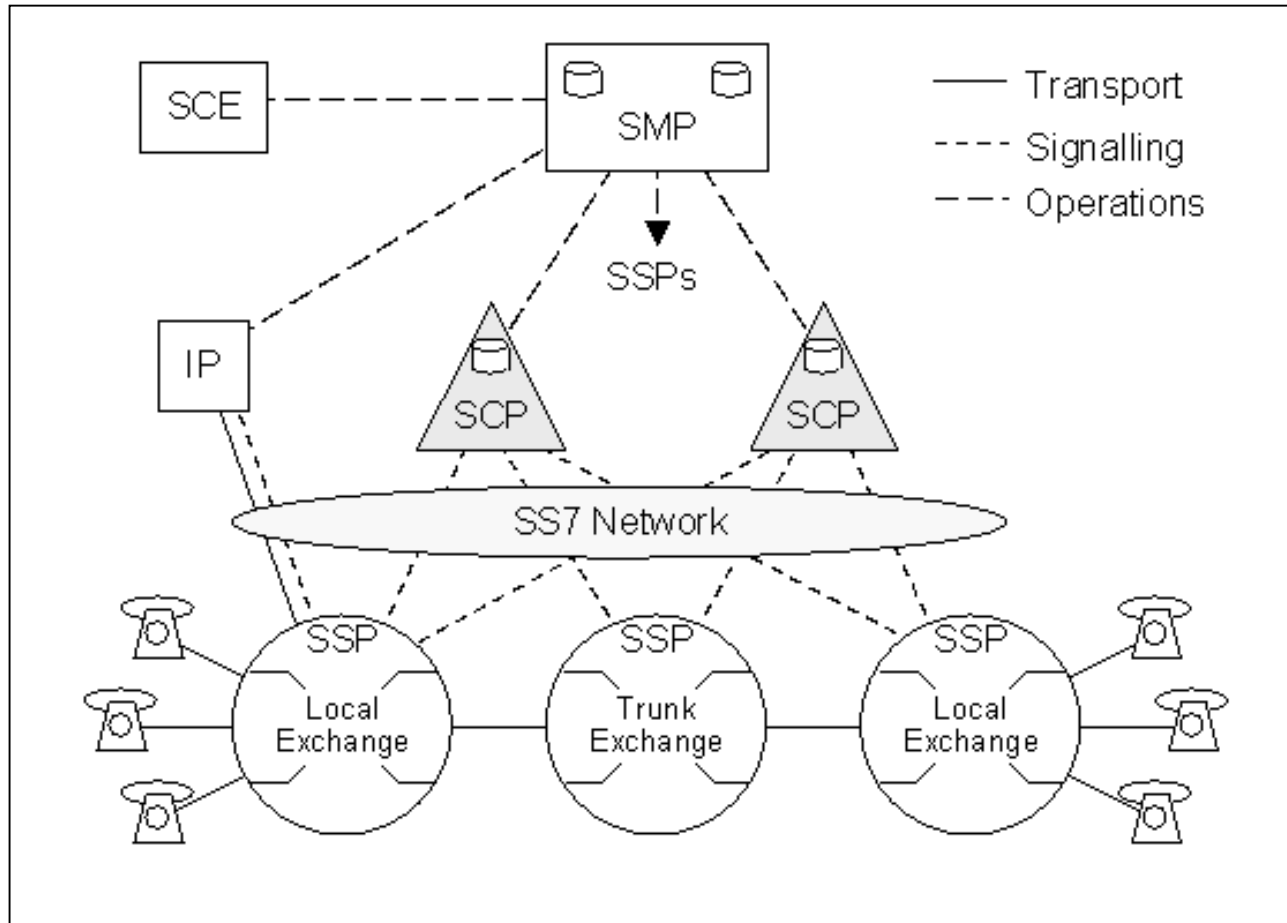 SCE
SMP
Transport
Signalling
Operations
SSPs
IP
SCP
SCP
SS7 Network
SSP
Local
Exchange
SSP
Trunk
Exchange
SSP
Local
Exchange